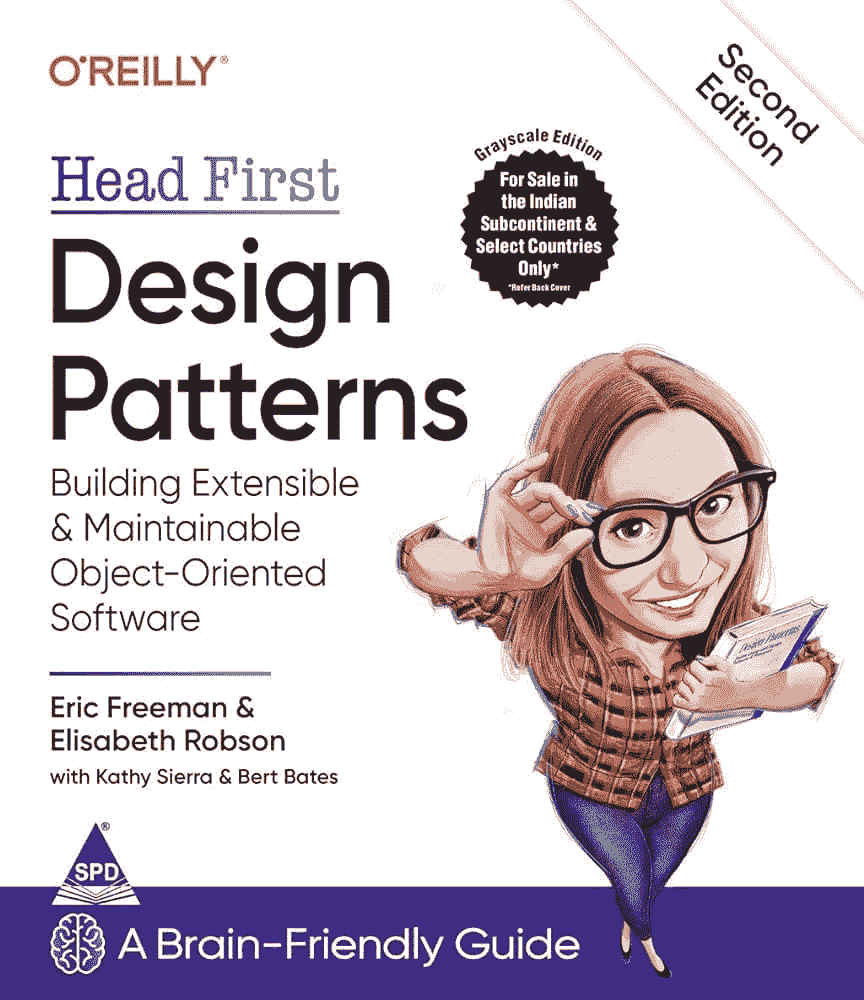 O'REILLY®
Second
Edition
Head First
Design
Patterns
Grayscale Edition
For Sale in
the Indian
Subcontinent &
Select Countries
Only*
*Refer Back Cover
Building Extensible
& Maintainable
Object-Oriented
Software
Eric Freeman &
Elisabeth Robson
with Kathy Sierra & Bert Bates
Design Patterns
®
SPD
A Brain-Friendly Guide